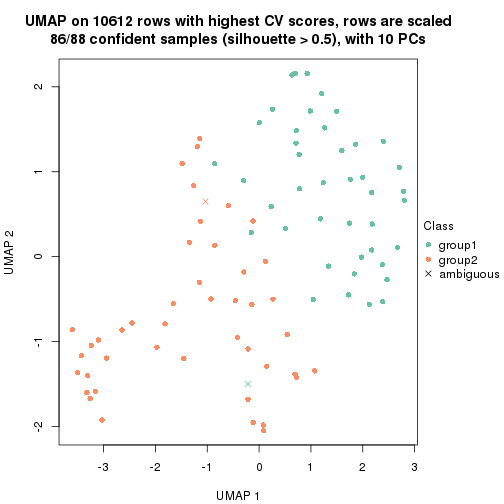 UMAP on 10612 rows with highest CV scores, rows are scaled
86/88 confident samples (silhouette > 0.5), with 10 PCs
2
1
0
-1
-2
UMAP 2
-3 -2 -1 0 1 2 3
UMAP 1
Class
group1
group2
ambiguous